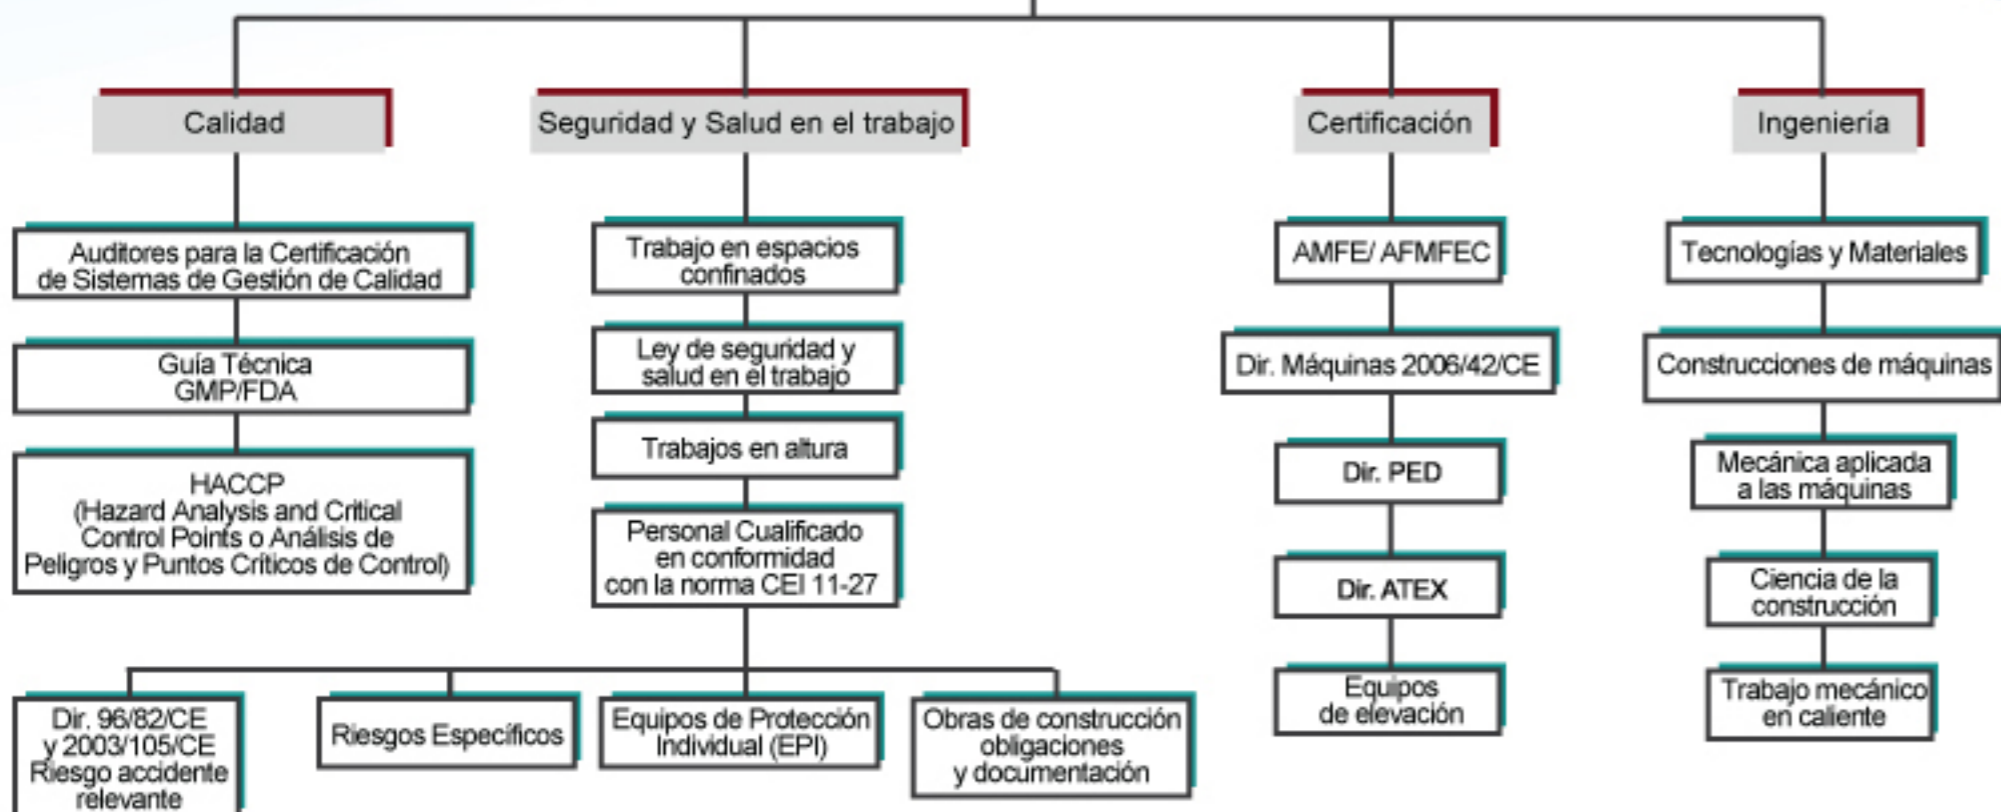 Calidad
Seguridad y Salud en el trabajo
Certificación
Ingeniería
Auditores para la Certificación
de Sistemas de Gestión de Calidad
Guía Técnica
GMP/FDA
HACCP
(Hazard Analysis and Critical
Control Points o Análisis de
Peligros y Puntos Críticos de Control)
Trabajo en espacios
confinados
Ley de seguridad y
salud en el trabajo
Trabajos en altura
Personal Cualificado
en conformidad
con la norma CEI 11-27
Dir. 96/82/CE
y 2003/105/CE
Riesgo accidente
relevante
Riesgos Específicos
Equipos de Protección
Individual (EPI)
Obras de construcción
obligaciones
y documentación
AMFE/ AFMFEC
Dir. Máquinas 2006/42/CE
Dir. PED
Dir. ATEX
Equipos
de elevación
Tecnologías y Materiales
Construcciones de máquinas
Mecánica aplicada
a las máquinas
Ciencia de la
construcción
Trabajo mecánico
en caliente